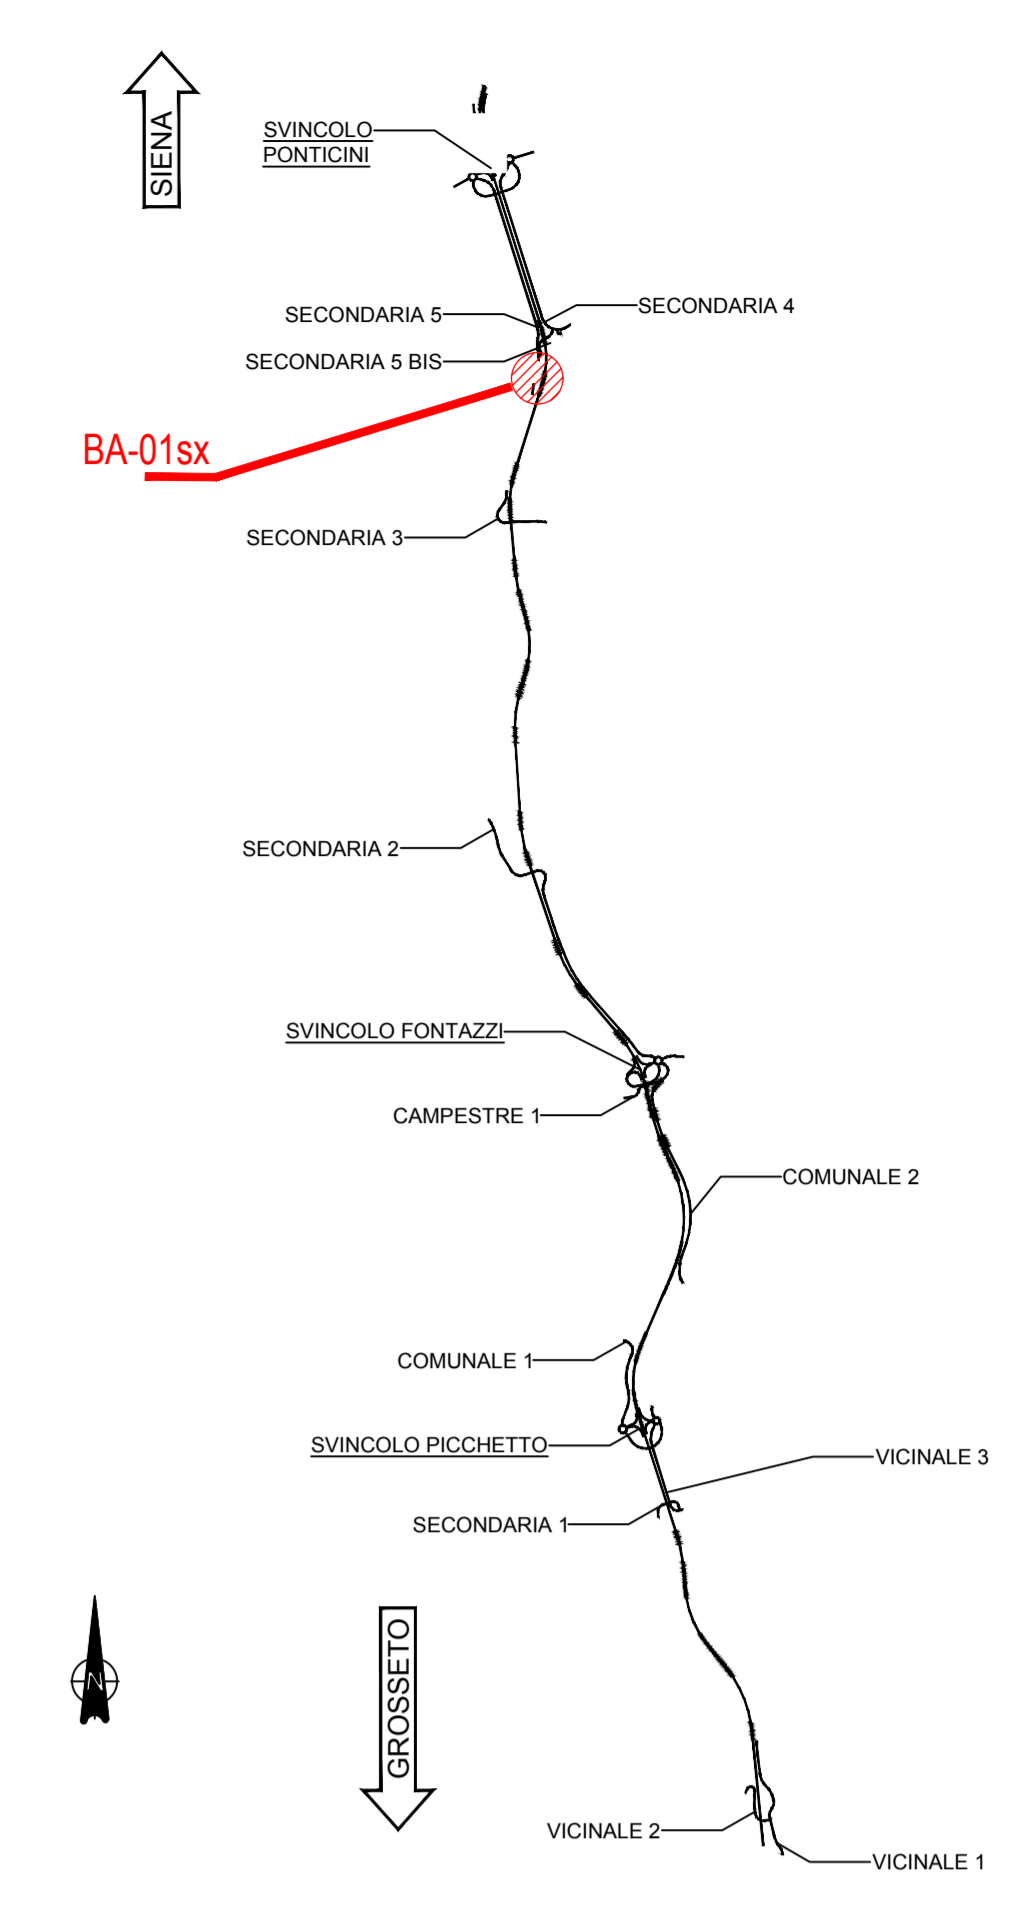 SIENA
SVINCOLO
PONTICINI
SECONDARIA 5
SECONDARIA 4
SECONDARIA 5 BIS
BA-01sx
SECONDARIA 3
SECONDARIA 2
SVINCOLO FONTAZZI
CAMPESTRE 1
COMUNALE 2
COMUNALE 1
SVINCOLO PICCHETTO
VICINALE 3
SECONDARIA 1
N
GROSSETO
VICINALE 2
VICINALE 1